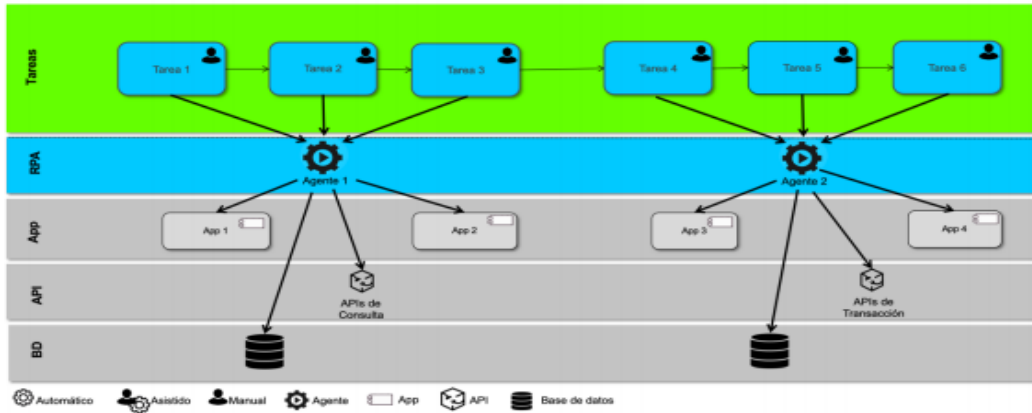 Tareas
Tarea 1
Tarea 2
Tarea 3
Tarea 4
Tarea 5
Tarea 6
RPA
Agente 1
Agente 2
App
App 1
App 2
App 3
App 4
API
APIs de
Consulta
APIs de
Transacción
BD
Automático
Asistido
Manual
Agente
App
API
Base de datos